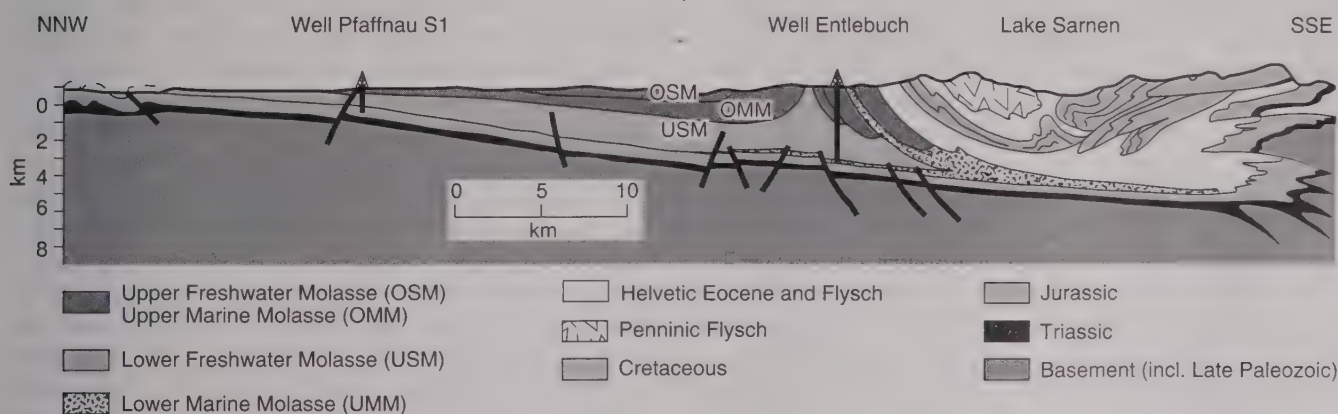 NNW Well Pfaffnau S1 Well Entlebuch Lake Sarnen SSE
OSM
OMM
USM
0
2
4
6
8
km
0 5 10
km
Upper Freshwater Molasse (OSM)
Upper Marine Molasse (OMM)
Lower Freshwater Molasse (USM)
Lower Marine Molasse (UMM)
Helvetic Eocene and Flysch
Penninic Flysch
Cretaceous
Jurassic
Triassic
Basement (incl. Late Paleozoic)